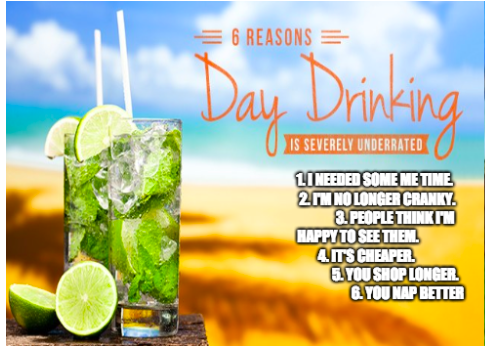 6 REASONS
Day Drinking
IS SEVERELY UNDERRATED
1. I NEEDED SOME ME TIME.
2. I'M NO LONGER CRANKY.
3. PEOPLE THINK I'M
HAPPY TO SEE THEM.
4. IT'S CHEAPER.
5. YOU SHOP LONGER.
6. YOU NAP BETTER